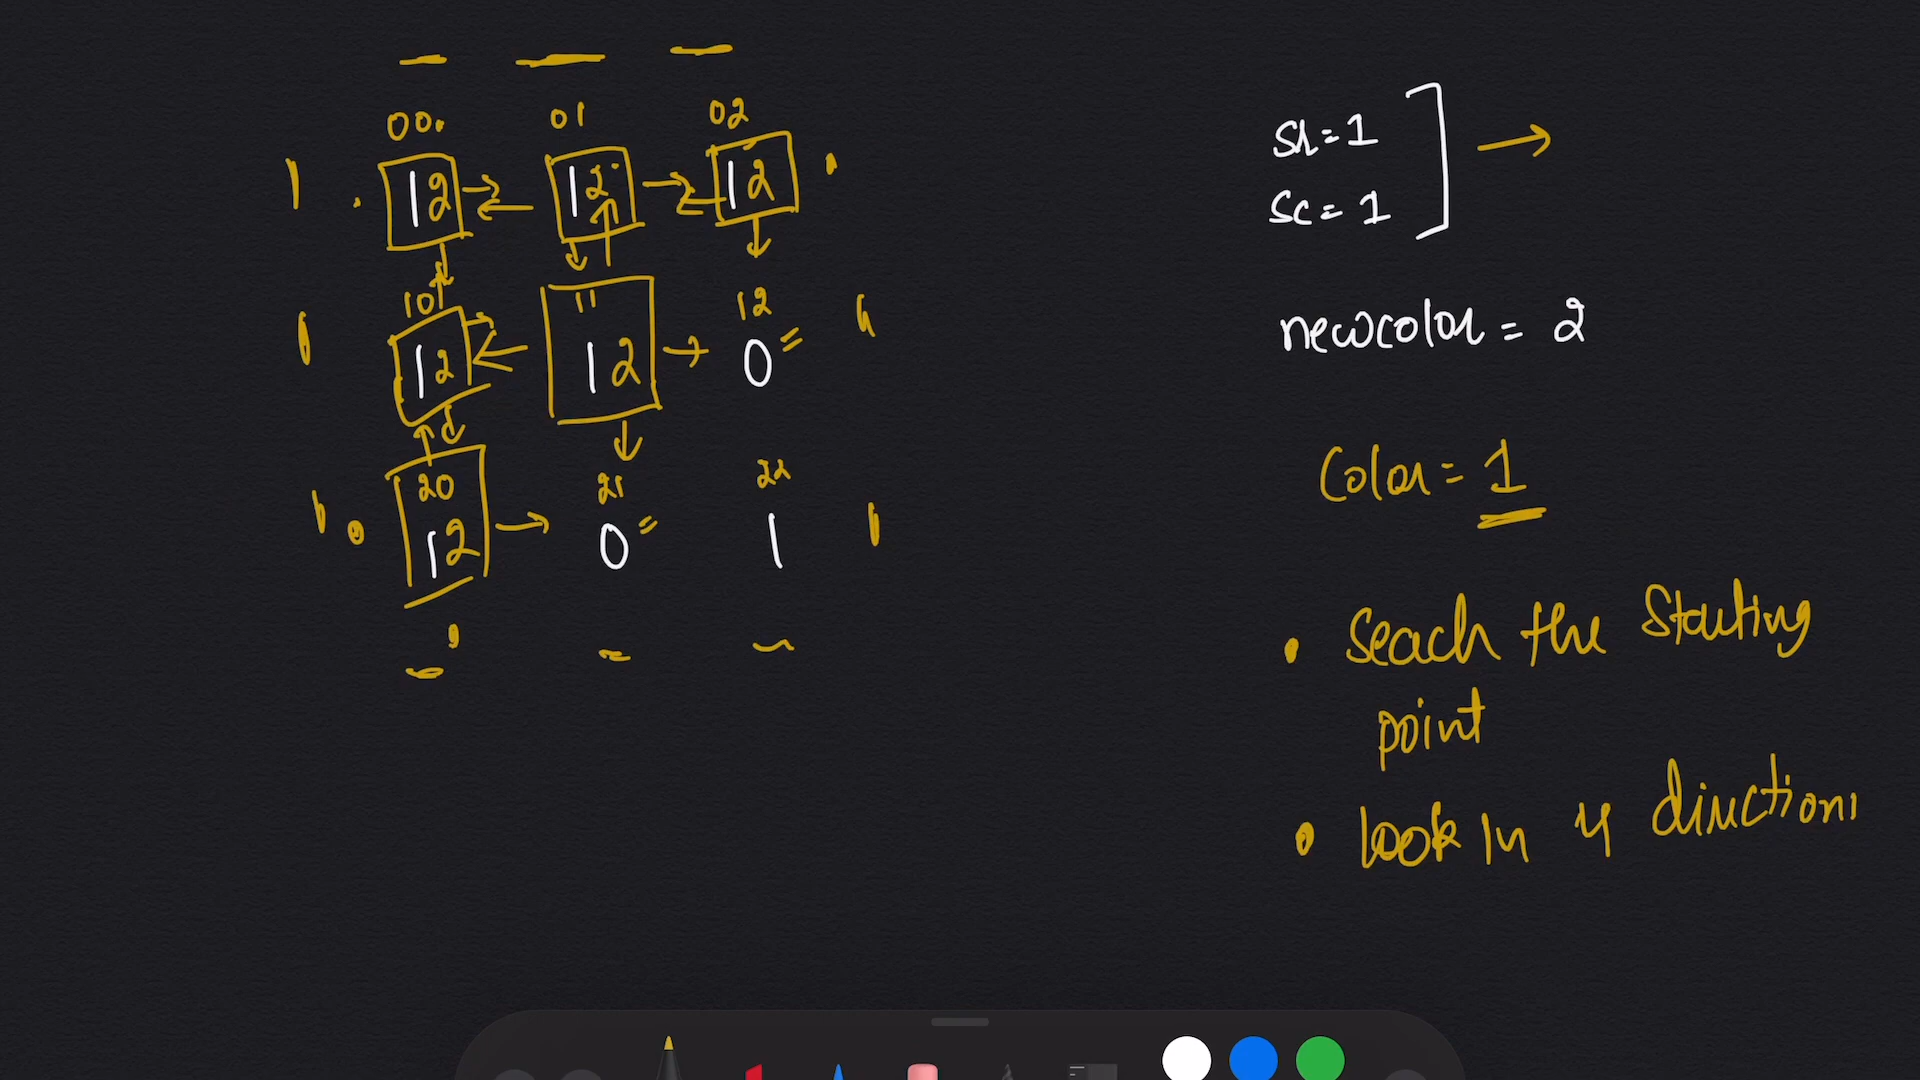 00. 01 02
12 12 12
10 11 12
12 12 0
20 21 22
12 0 1
sr=1
sc=1
newcolor = 2
Color = 1
• Seach the Starting
point
• look in 4 directions